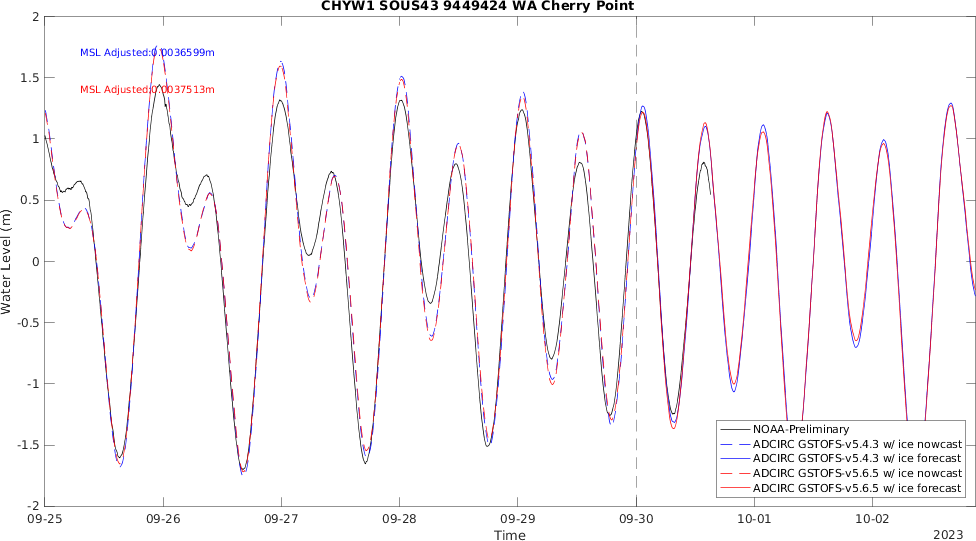 CHYW1 SOUS43 9449424 WA Cherry Point
2
1.5
1
0.5
0
-0.5
-1
-1.5
-2
Water Level (m)
MSL Adjusted:0.0036599m
MSL Adjusted:0.0037513m
NOAA-Preliminary
ADCIRC GSTOFS-v5.4.3 w/ ice nowcast
ADCIRC GSTOFS-v5.4.3 w/ ice forecast
ADCIRC GSTOFS-v5.6.5 w/ ice nowcast
ADCIRC GSTOFS-v5.6.5 w/ ice forecast
09-25 09-26 09-27 09-28 09-29 09-30 10-01 10-02
Time
2023